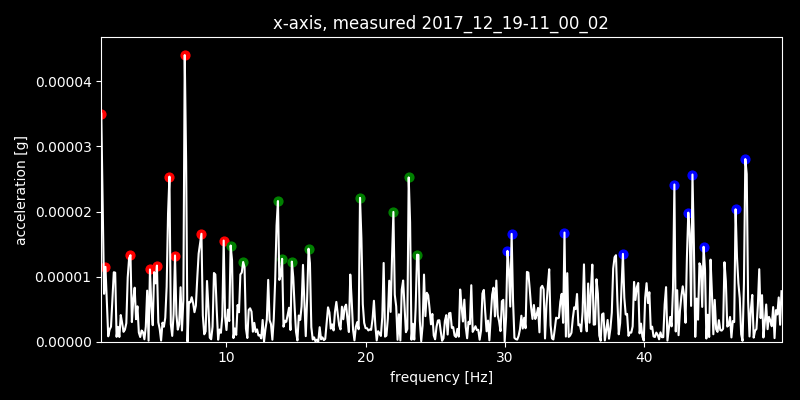 x-axis, measured 2017_12_19-11_00_02
acceleration [g]
0.00004
0.00003
0.00002
0.00001
0.00000
10 20 30 40
frequency [Hz]